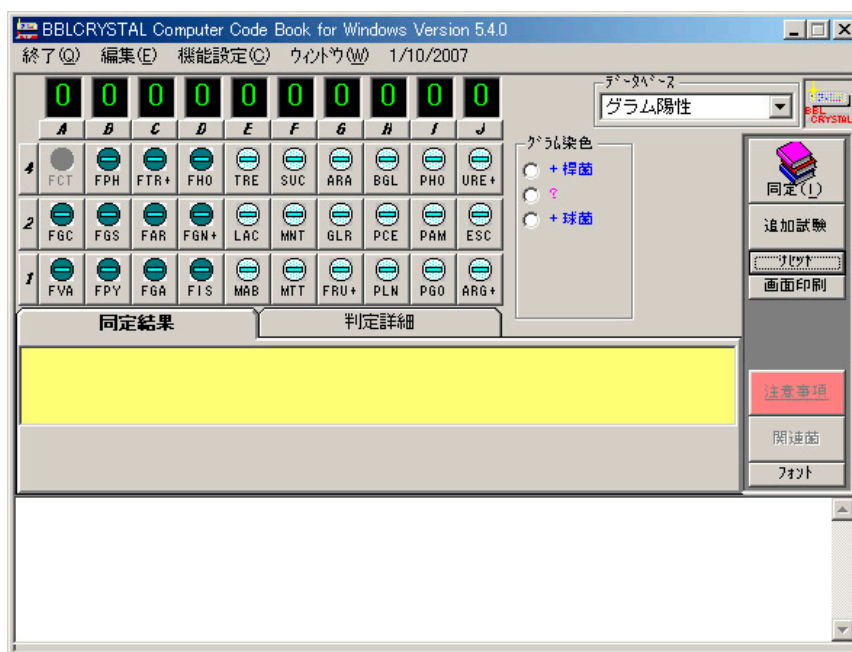 BBLCRYSTAL Computer Code Book for Windows Version 5.4.0
終了(Q) 編集(E) 機能設定(C) ウィンドウ(W) 1/10/2007
0 0 0 0 0 0 0 0 0 0
A B C D E F G H I J
データベース
グラム陽性
BBL CRYSTAL
4 FCT FPH FTR+ FHO TRE SUC ARA BGL PHO URE+
2 FGC FGS FAR FGN+ LAC MNT GLR PCE PAM ESC
1 FVA FPY FGA FIS MAB MTT FRU+ PLN PGO ARG+
グラム染色
+ 桿菌
?
+ 球菌
同定(I)
追加試験
リセット
画面印刷
同定結果 判定詳細
注意事項
関連菌
フォント